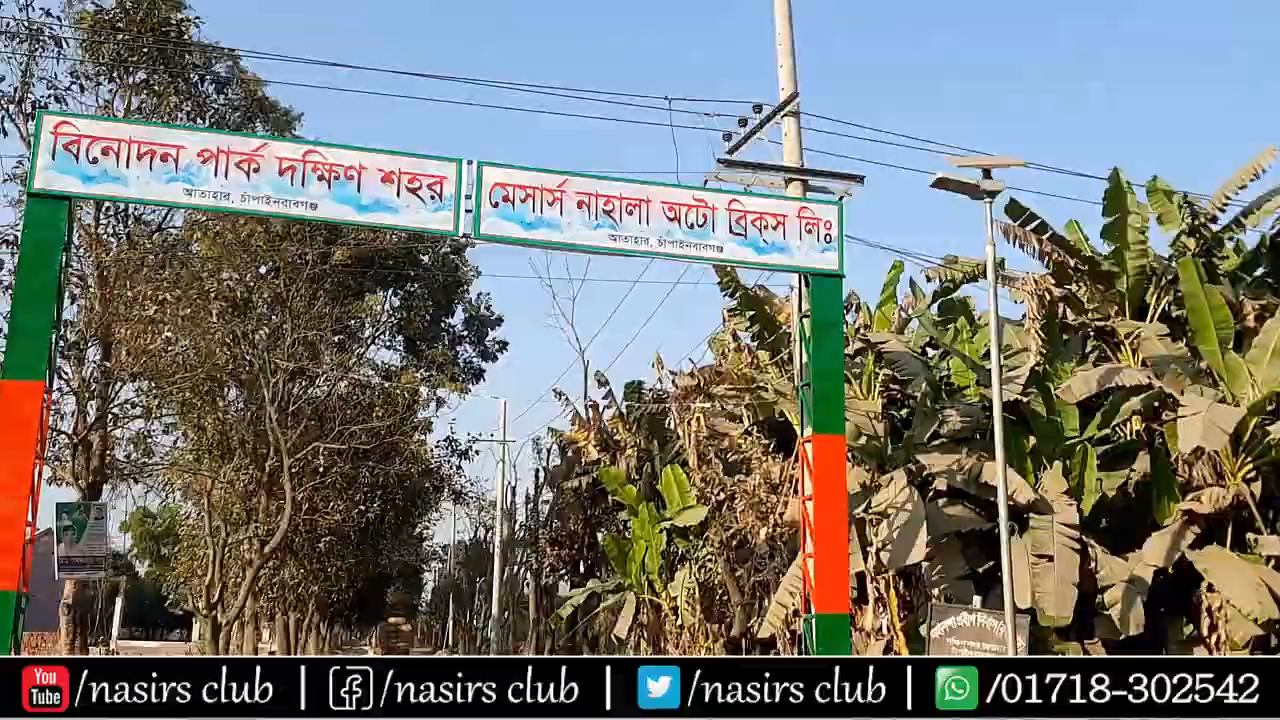 বিনোদন পার্ক দক্ষিণ শহর
আতাহার, চাঁপাইনবাবগঞ্জ
মেসার্স নাহালা অটো ব্রিক্স লিঃ
আতাহার, চাঁপাইনবাবগঞ্জ
You Tube /nasirs club | /nasirs club | /nasirs club | /01718-302542